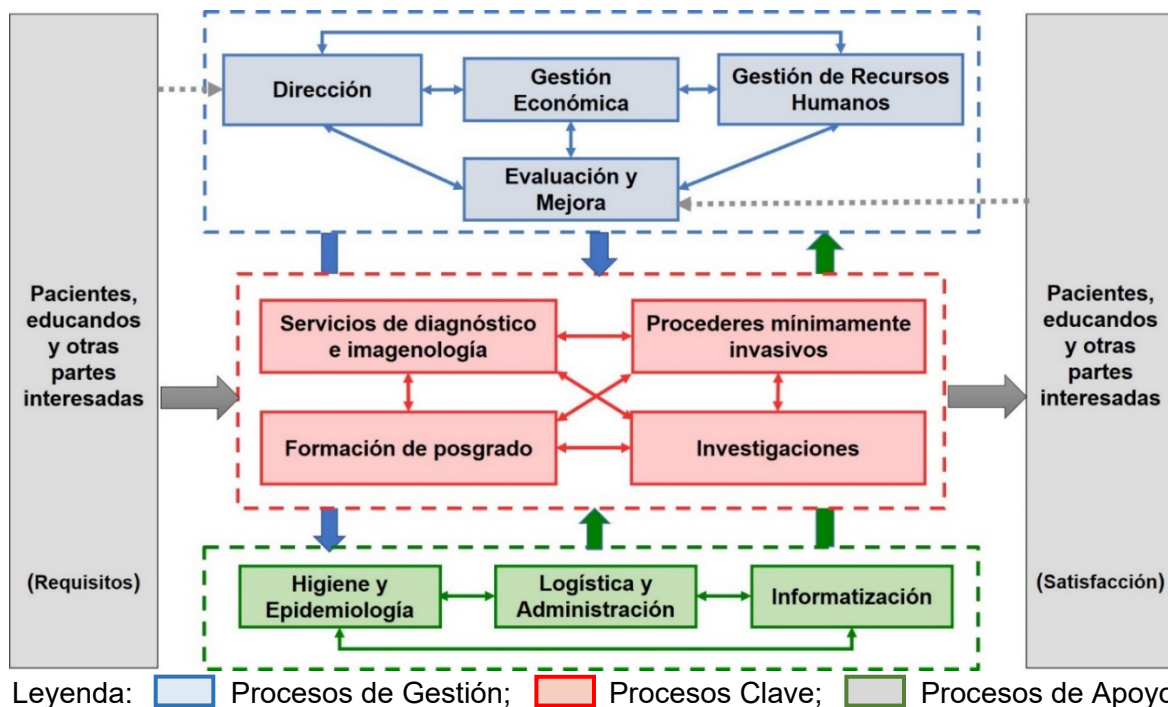 Pacientes,
educandos
y otras
partes
interesadas
(Requisitos)
Dirección
Gestión
Económica
Gestión de Recursos
Humanos
Evaluación y
Mejora
Servicios de diagnóstico
e imagenología
Procederes mínimamente
invasivos
Formación de posgrado
Investigaciones
Higiene y
Epidemiología
Logística y
Administración
Informatización
Pacientes,
educandos
y otras
partes
interesadas
(Satisfacción)
Leyenda: Procesos de Gestión; Procesos Clave; Procesos de Apoyo